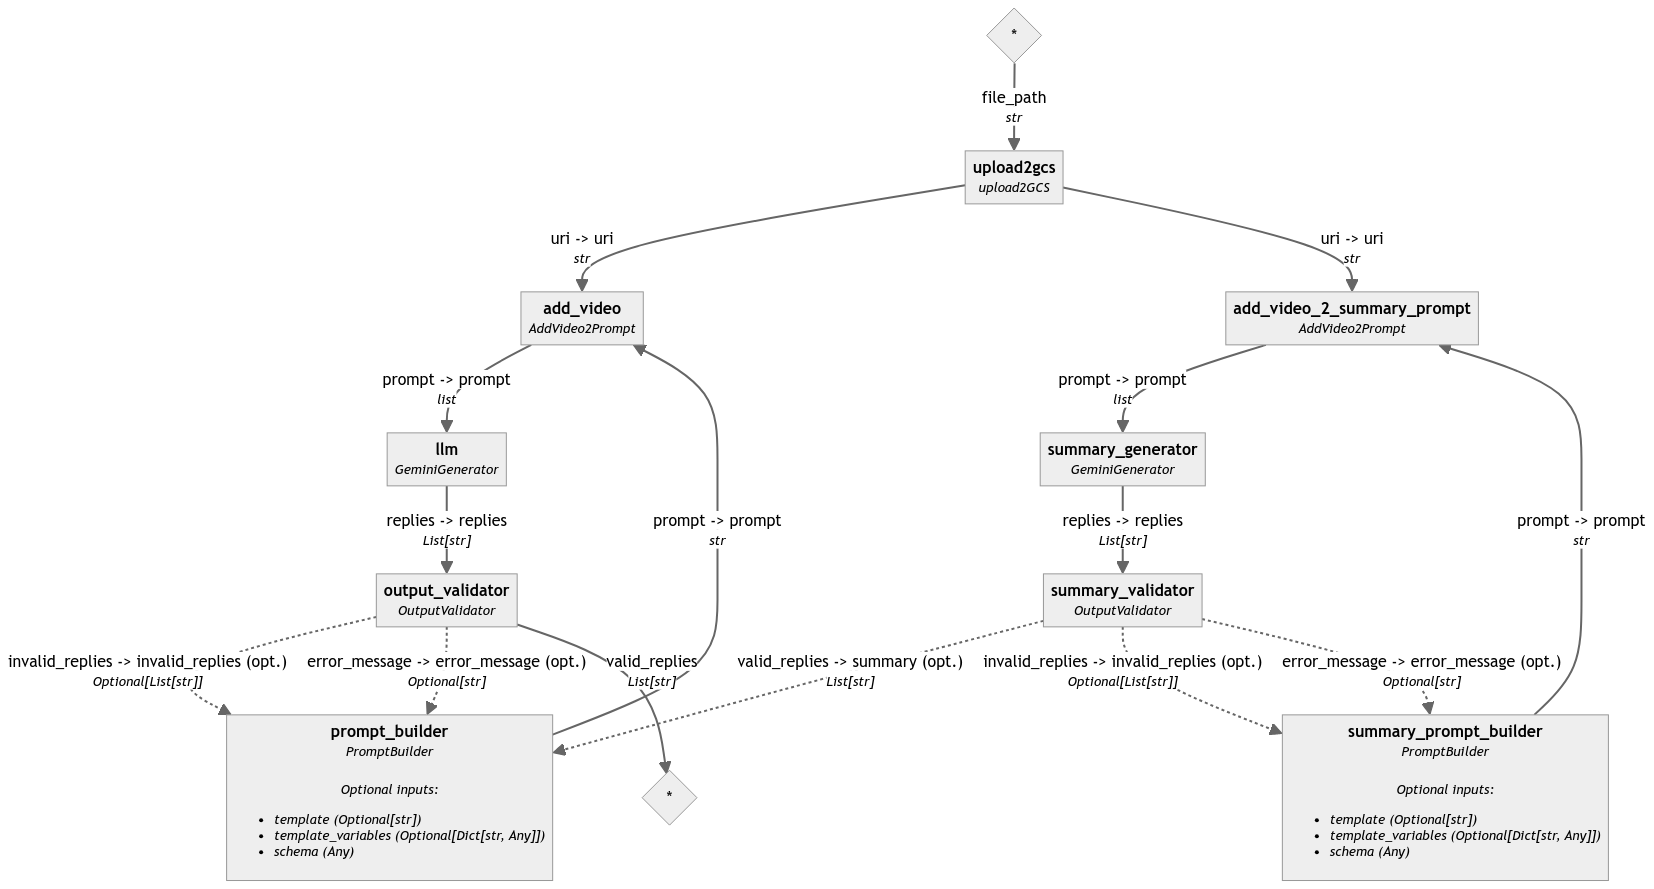 *
file_path
str
upload2gcs
upload2GCS
uri -> uri
str
uri -> uri
str
add_video
AddVideo2Prompt
add_video_2_summary_prompt
AddVideo2Prompt
prompt -> prompt
list
prompt -> prompt
list
llm
GeminiGenerator
summary_generator
GeminiGenerator
replies -> replies
List[str]
prompt -> prompt
str
replies -> replies
List[str]
prompt -> prompt
str
output_validator
OutputValidator
summary_validator
OutputValidator
invalid_replies -> invalid_replies (opt.)
Optional[List[str]]
error_message -> error_message (opt.)
Optional[str]
valid_replies
List[str]
valid_replies -> summary (opt.)
List[str]
invalid_replies -> invalid_replies (opt.)
Optional[List[str]]
error_message -> error_message (opt.)
Optional[str]
prompt_builder
PromptBuilder
Optional inputs:
• template (Optional[str])
• template_variables (Optional[Dict[str, Any]])
• schema (Any)
*
summary_prompt_builder
PromptBuilder
Optional inputs:
• template (Optional[str])
• template_variables (Optional[Dict[str, Any]])
• schema (Any)